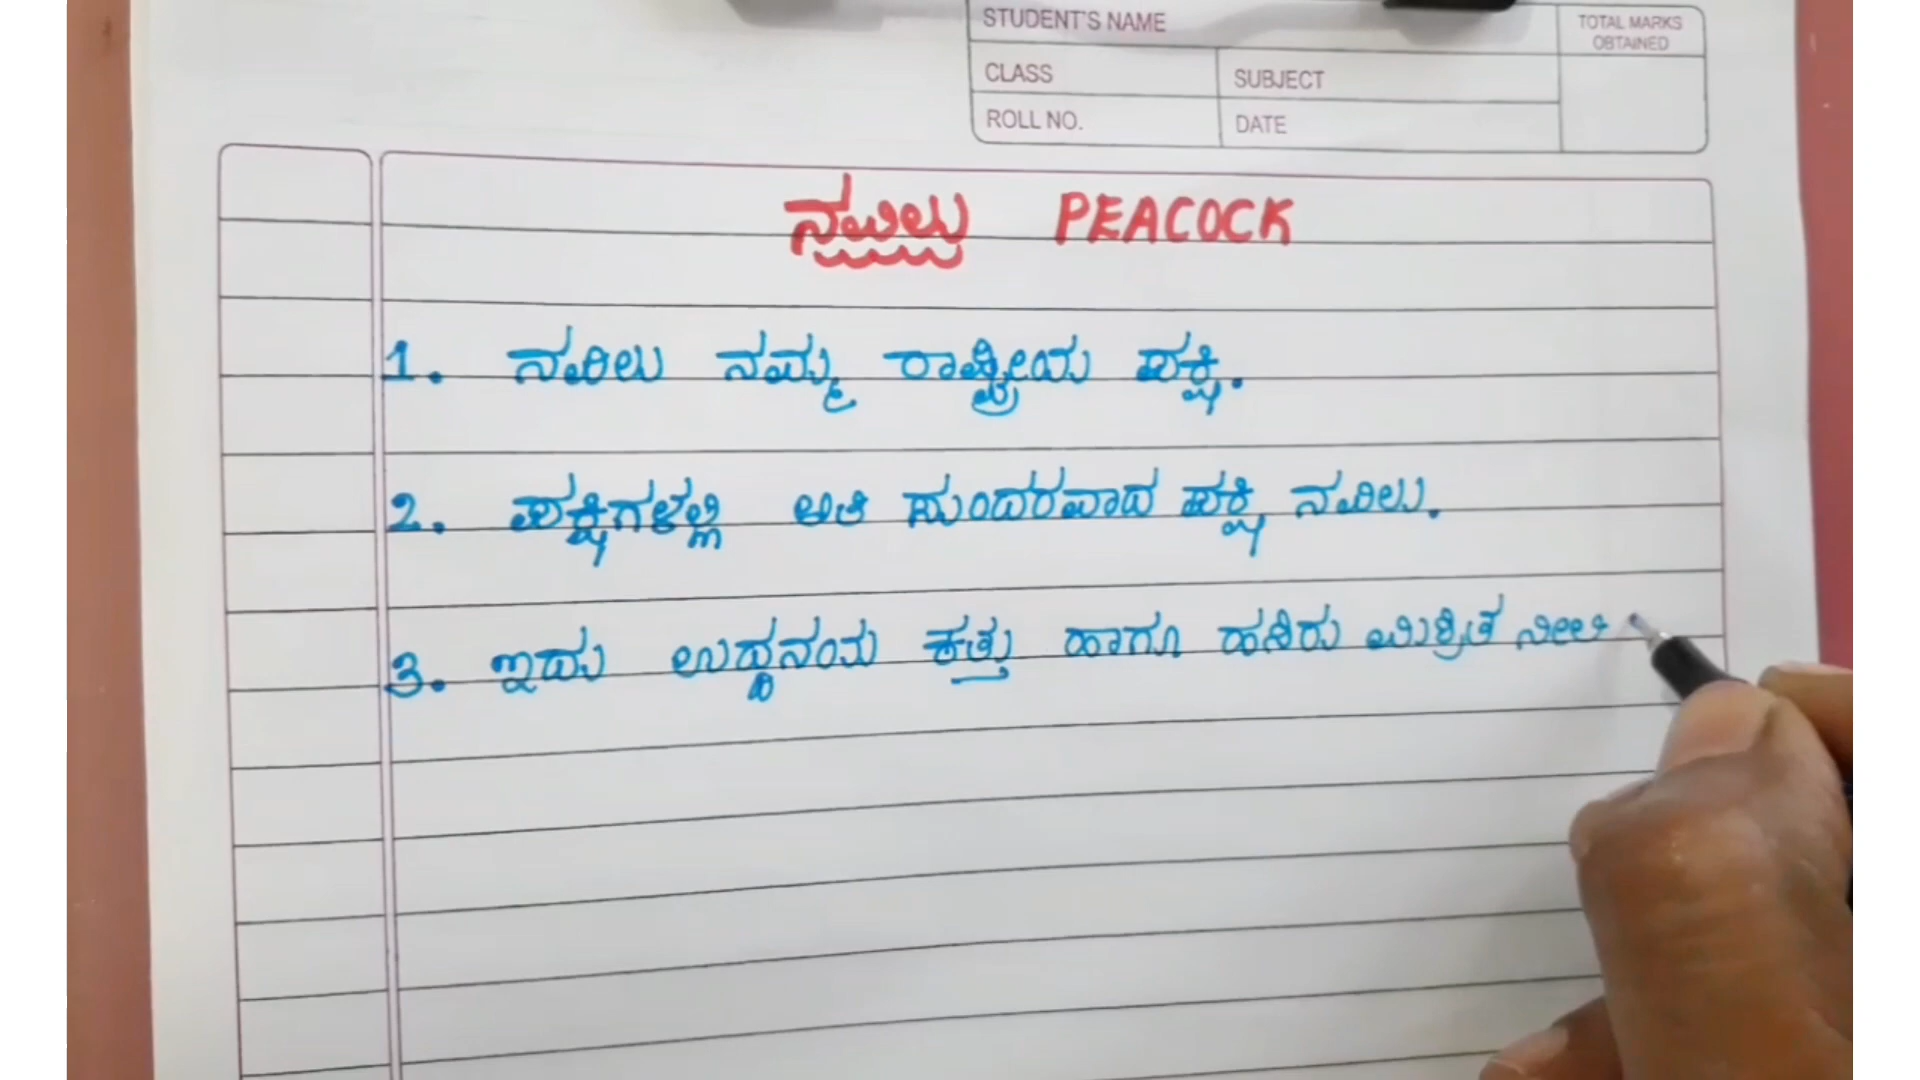 STUDENT'S NAME
TOTAL MARKS OBTAINED
CLASS
SUBJECT
ROLL NO.
DATE
ನವಿಲು PEACOCK
1. ನವಿಲು ನಮ್ಮ ರಾಷ್ಟ್ರೀಯ ಪಕ್ಷಿ.
2. ಪಕ್ಷಿಗಳಲ್ಲಿ ಅತಿ ಸುಂದರವಾದ ಪಕ್ಷಿ ನವಿಲು.
3. ಇದು ಉದ್ದನಯ ಕತ್ತು ಹಾಗೂ ಹಸಿರು ಮಿಶ್ರಿತ ನೀಲಿ